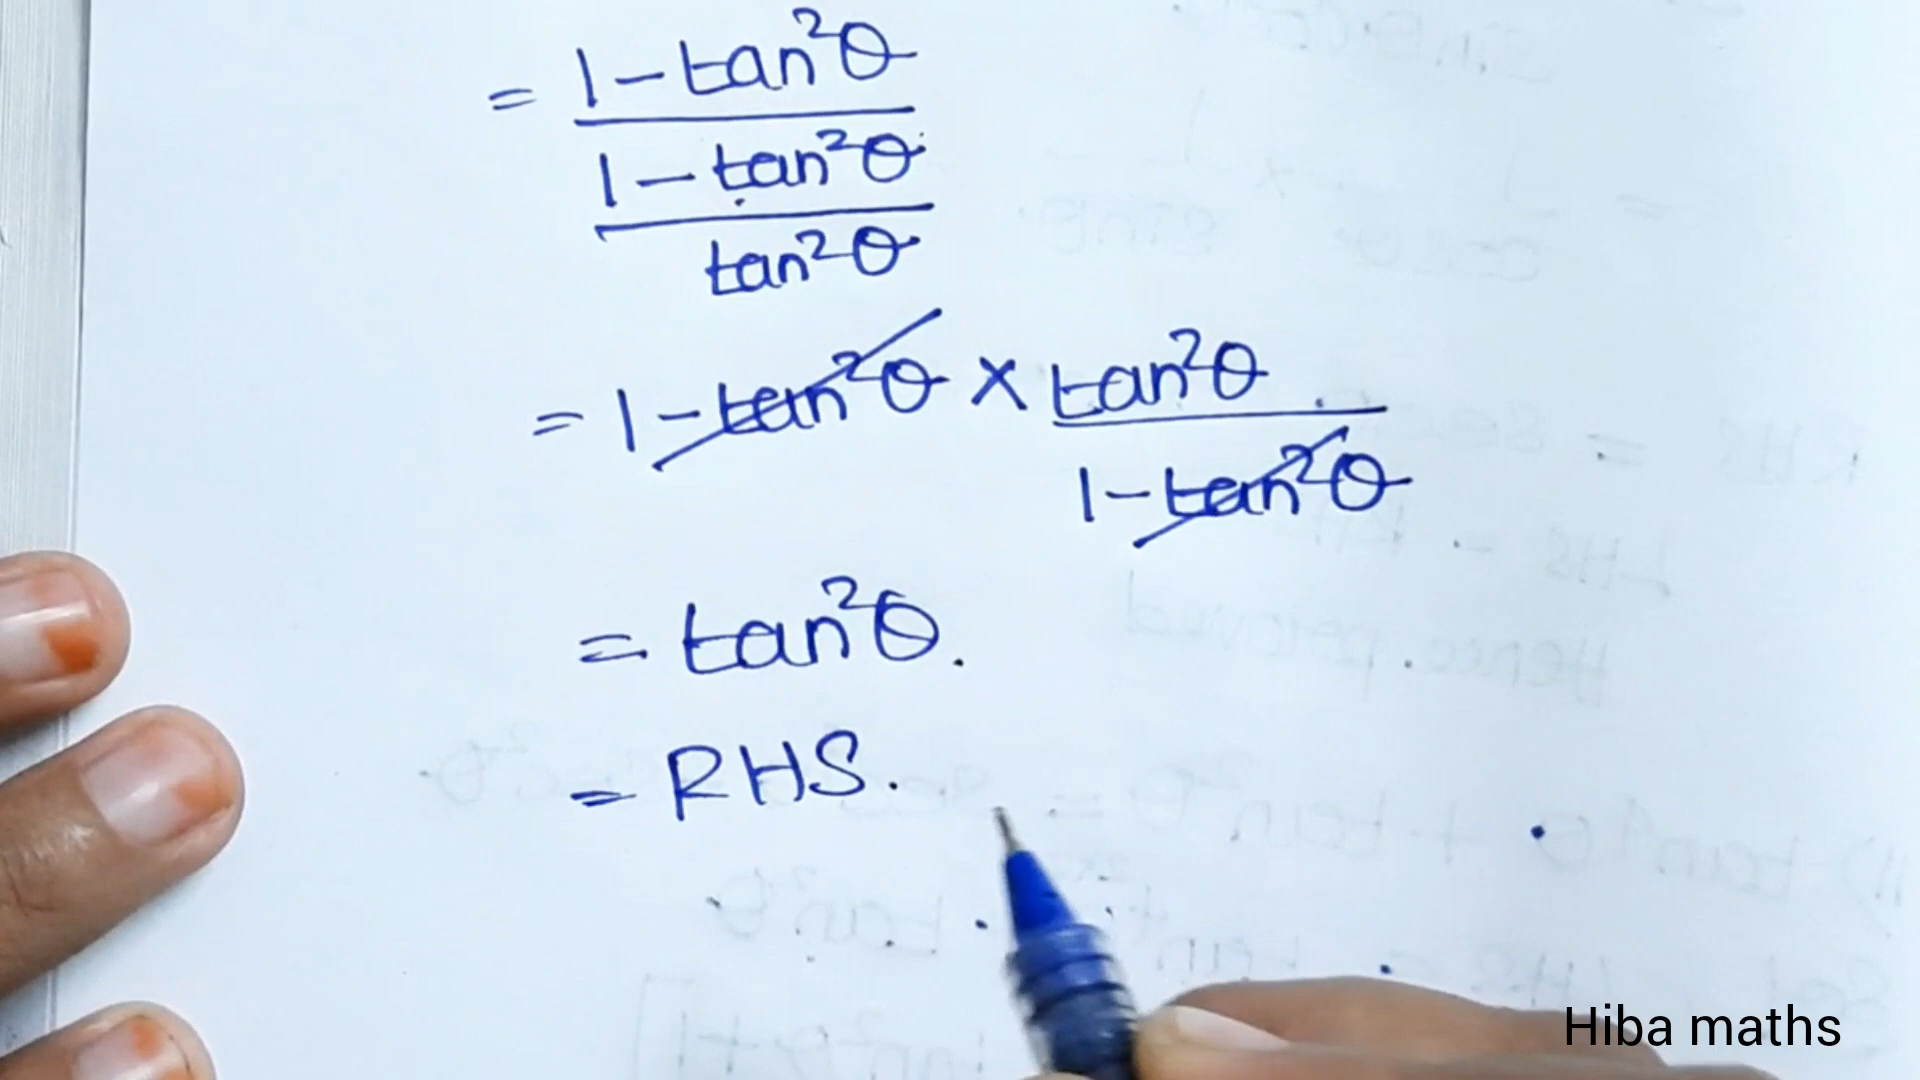 = 1 - tan²θ
1 - tan²θ
tan²θ
= 1 - tan²θ × tan²θ
1 - tan²θ
= tan²θ.
= RHS.
Hiba maths